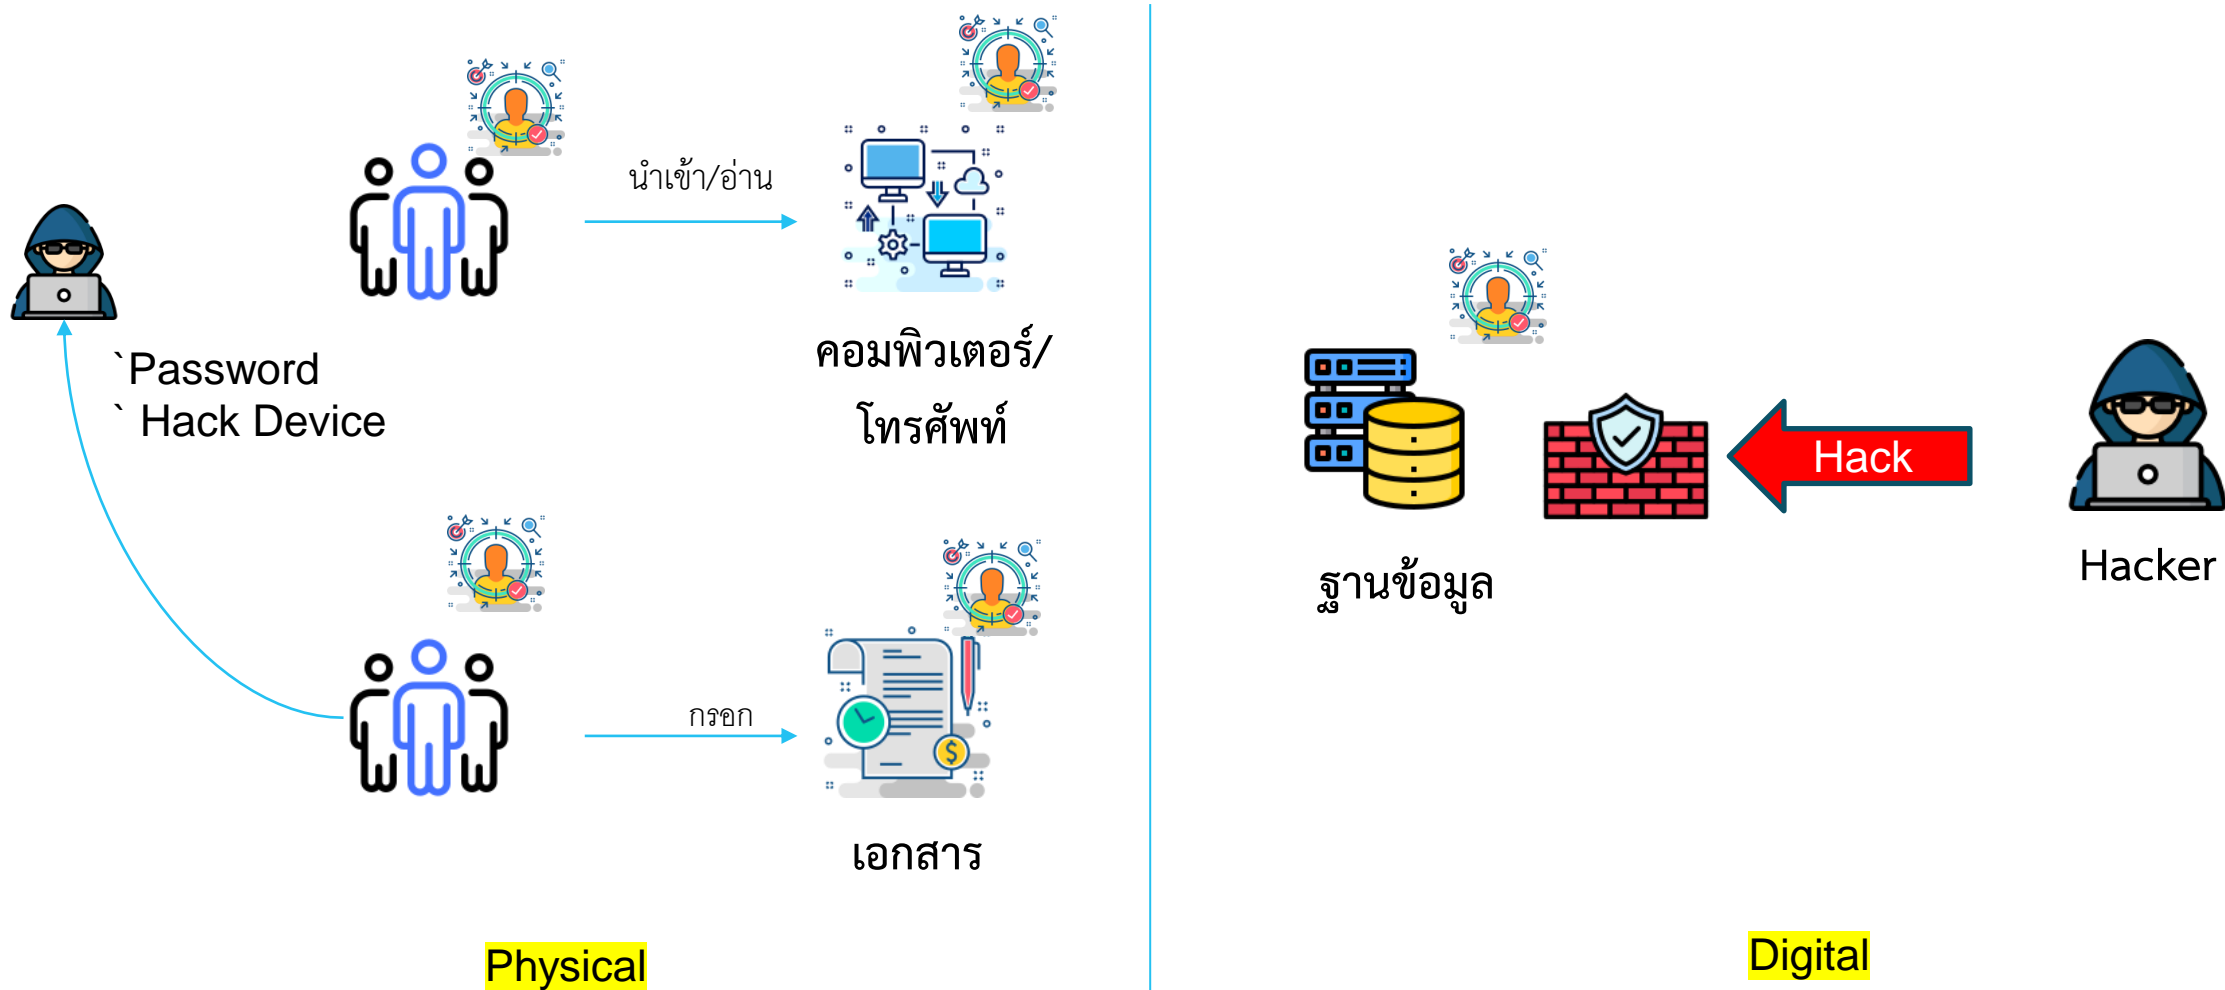 นำเข้า/อ่าน
`Password
` Hack Device
คอมพิวเตอร์/
โทรศัพท์
กรอก
เอกสาร
Physical
Hack
ฐานข้อมูล
Hacker
Digital